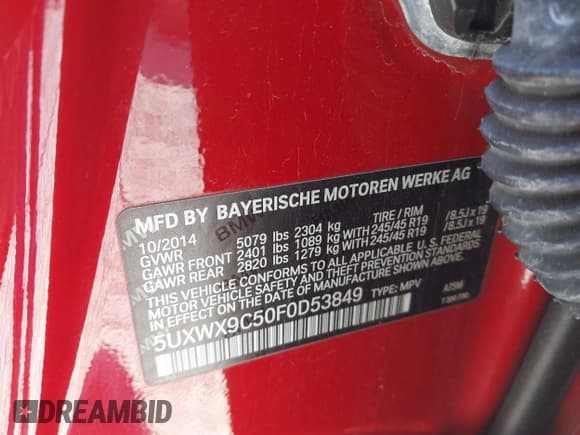 MFD BY BAYERISCHE MOTOREN WERKE AG
10/2014 5079 lbs 2304 kg TIRE / RIM
GVWR
GAWR FRONT 2401 lbs 1089 kg WITH 245/45 R19 /8.5J x 19
GAWR REAR 2820 lbs 1279 kg WITH 245/45 R19 /8.5J x 19
THIS VEHICLE CONFORMS TO ALL APPLICABLE U.S. FEDERAL
MOTOR VEHICLE SAFETY STANDARDS
IN EFFECT ON THE DATE OF MANUFACTURE SHOWN ABOVE.
5UXWX9C50F0D53849 TYPE: MPV
DREAMBID